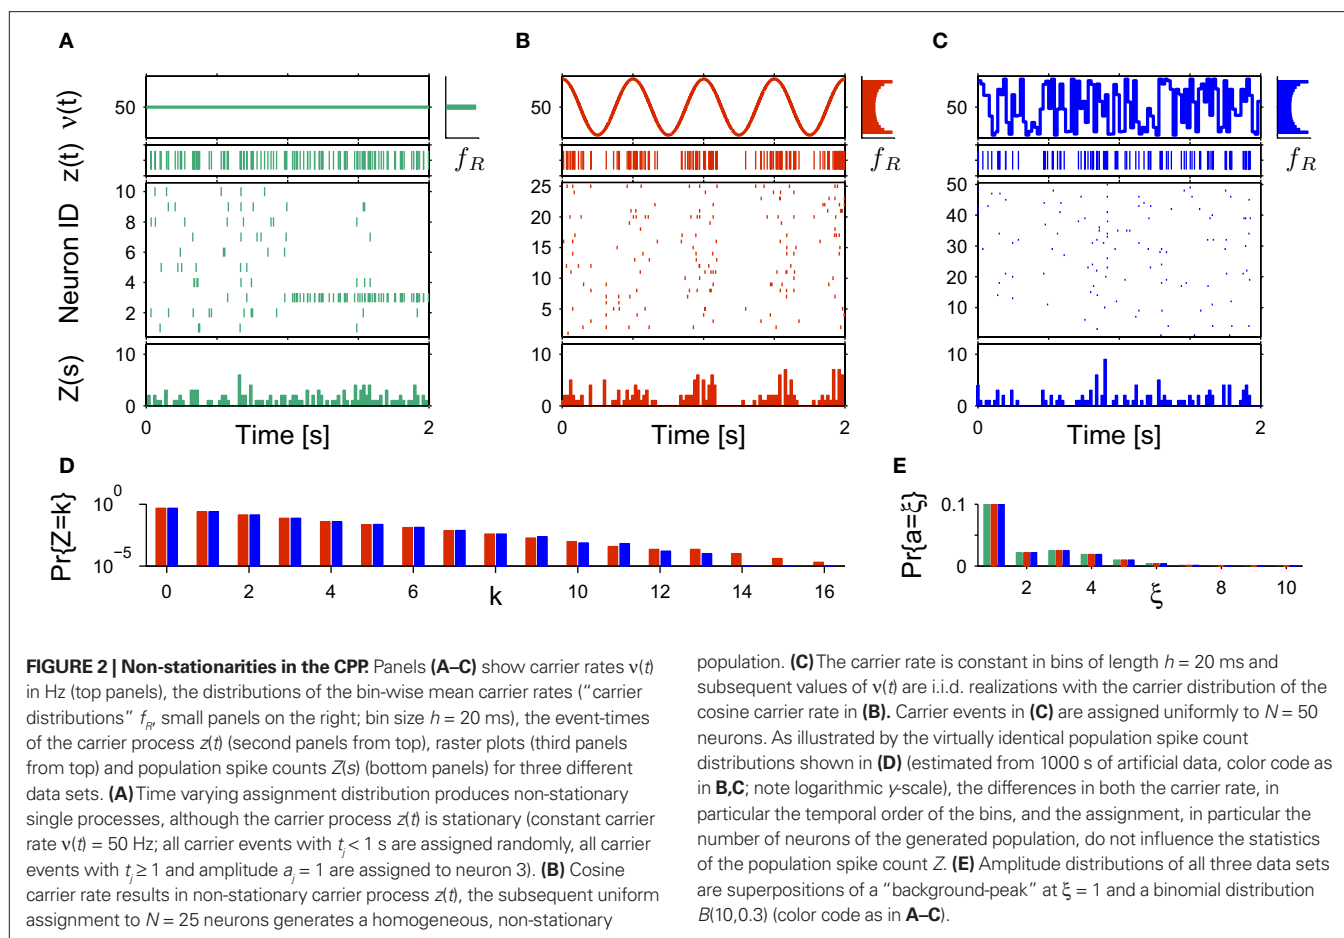 A
B
C
ν(t)
50
f_R
50
f_R
50
f_R
z(t)
Neuron ID
10
8
6
4
2
25
20
15
10
5
50
40
30
20
10
Z(s)
10
0
10
0
10
0
0
Time [s]
2
0
Time [s]
2
0
Time [s]
2
D
Pr{Z=k}
10^0
10^−5
0
2
4
6
8
10
12
14
16
k
E
Pr{a=ξ}
0.1
0
2
4
ξ
8
10
FIGURE 2 | Non-stationarities in the CPP. Panels (A–C) show carrier rates ν(t)
in Hz (top panels), the distributions of the bin-wise mean carrier rates (“carrier
distributions” f_R, small panels on the right; bin size h = 20 ms), the event-times
of the carrier process z(t) (second panels from top), raster plots (third panels
from top) and population spike counts Z(s) (bottom panels) for three different
data sets. (A) Time varying assignment distribution produces non-stationary
single processes, although the carrier process z(t) is stationary (constant carrier
rate ν(t) = 50 Hz; all carrier events with t_j < 1 s are assigned randomly, all carrier
events with t_j ≥ 1 and amplitude a_j = 1 are assigned to neuron 3). (B) Cosine
carrier rate results in non-stationary carrier process z(t), the subsequent uniform
assignment to N = 25 neurons generates a homogeneous, non-stationary
population. (C) The carrier rate is constant in bins of length h = 20 ms and
subsequent values of ν(t) are i.i.d. realizations with the carrier distribution of the
cosine carrier rate in (B). Carrier events in (C) are assigned uniformly to N = 50
neurons. As illustrated by the virtually identical population spike count
distributions shown in (D) (estimated from 1000 s of artificial data, color code as
in B,C; note logarithmic y-scale), the differences in both the carrier rate, in
particular the temporal order of the bins, and the assignment, in particular the
number of neurons of the generated population, do not influence the statistics
of the population spike count Z. (E) Amplitude distributions of all three data sets
are superpositions of a “background-peak” at ξ = 1 and a binomial distribution
B(10,0.3) (color code as in A–C).